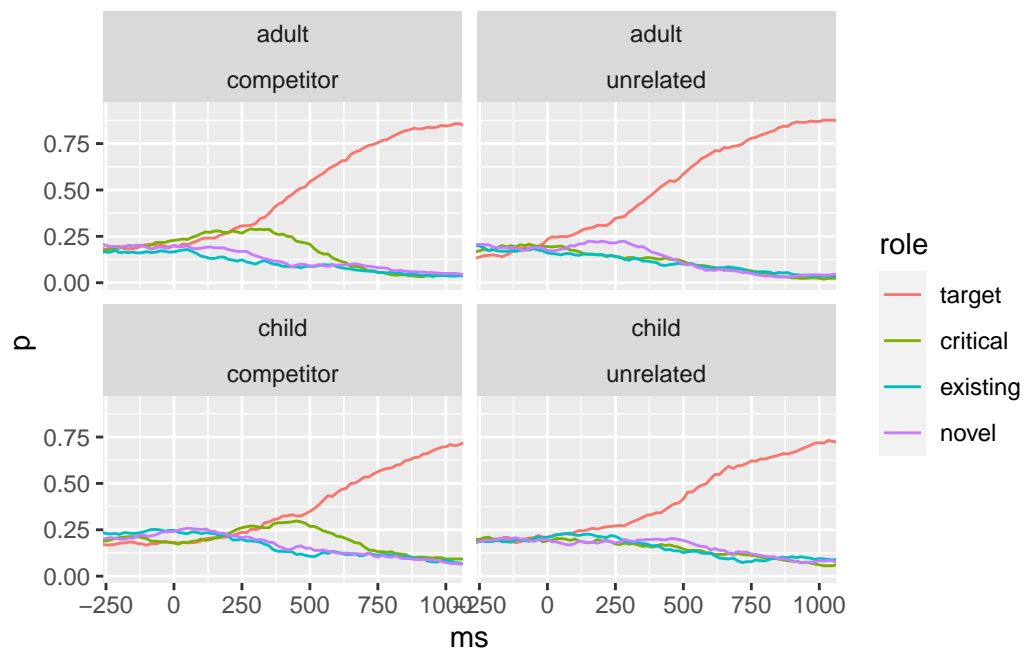 adult
competitor
adult
unrelated
0.75
0.50
0.25
0.00
child
competitor
child
unrelated
0.75
0.50
0.25
0.00
−250 0 250 500 750 1000
−250 0 250 500 750 1000
ms
p
role
target
critical
existing
novel